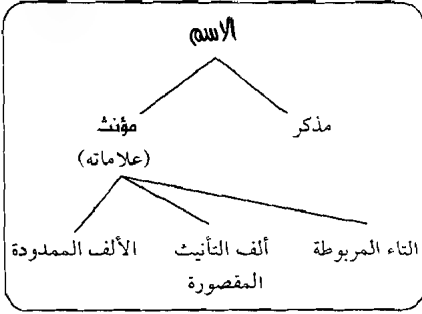 الاسم
مذكر مؤنث
(علاماته)
التاء المربوطة ألف التأنيث الألف الممدودة
المقصورة